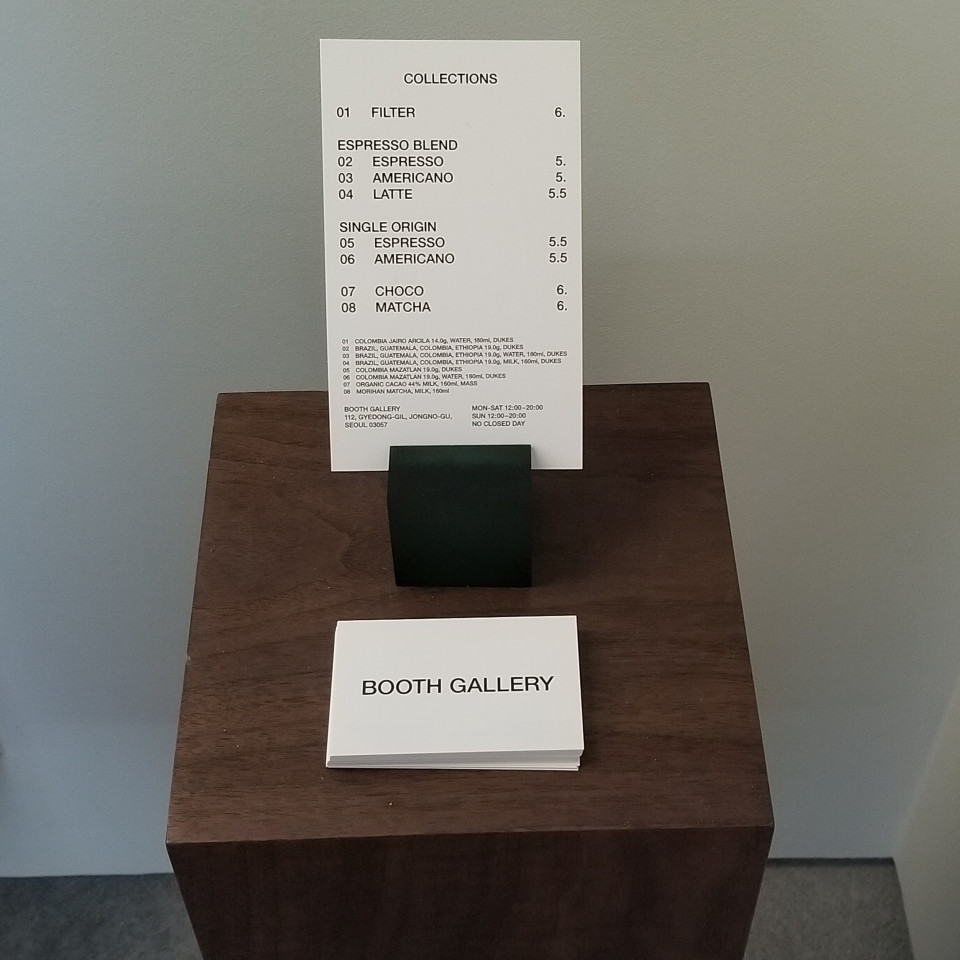 COLLECTIONS
01 FILTER 6.
ESPRESSO BLEND
02 ESPRESSO 5.
03 AMERICANO 5.
04 LATTE 5.5
SINGLE ORIGIN
05 ESPRESSO 5.5
06 AMERICANO 5.5
07 CHOCO 6.
08 MATCHA 6.
01 COLOMBIA JAIRO ARCILA 14.0g, WATER, 180ml, DUKES
02 BRAZIL, GUATEMALA, COLOMBIA, ETHIOPIA 19.0g, DUKES
03 BRAZIL, GUATEMALA, COLOMBIA, ETHIOPIA 19.0g, WATER, 180ml, DUKES
04 BRAZIL, GUATEMALA, COLOMBIA, ETHIOPIA 19.0g, MILK, 160ml, DUKES
05 COLOMBIA MAZATLAN 19.0g, DUKES
06 COLOMBIA MAZATLAN 19.0g, WATER, 180ml, DUKES
07 ORGANIC CACAO 44% MILK, 160ml, MASS
08 MORIHAN MATCHA, MILK, 160ml
BOOTH GALLERY
112, GYEDONG-GIL, JONGNO-GU,
SEOUL 03057
MON-SAT 12:00–20:00
SUN 12:00–20:00
NO CLOSED DAY
BOOTH GALLERY